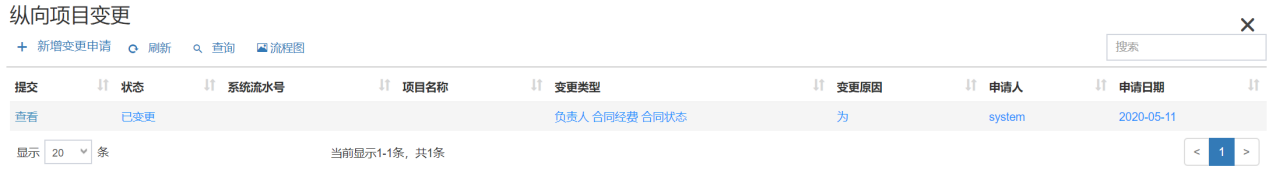 纵向项目变更
新增变更申请 刷新 查询 流程图
搜索
提交 状态 系统流水号 项目名称 变更类型 变更原因 申请人 申请日期
查看 已变更 负责人 合同经费 合同状态 为 system 2020-05-11
显示 20 条 当前显示1-1条，共1条 < 1 >